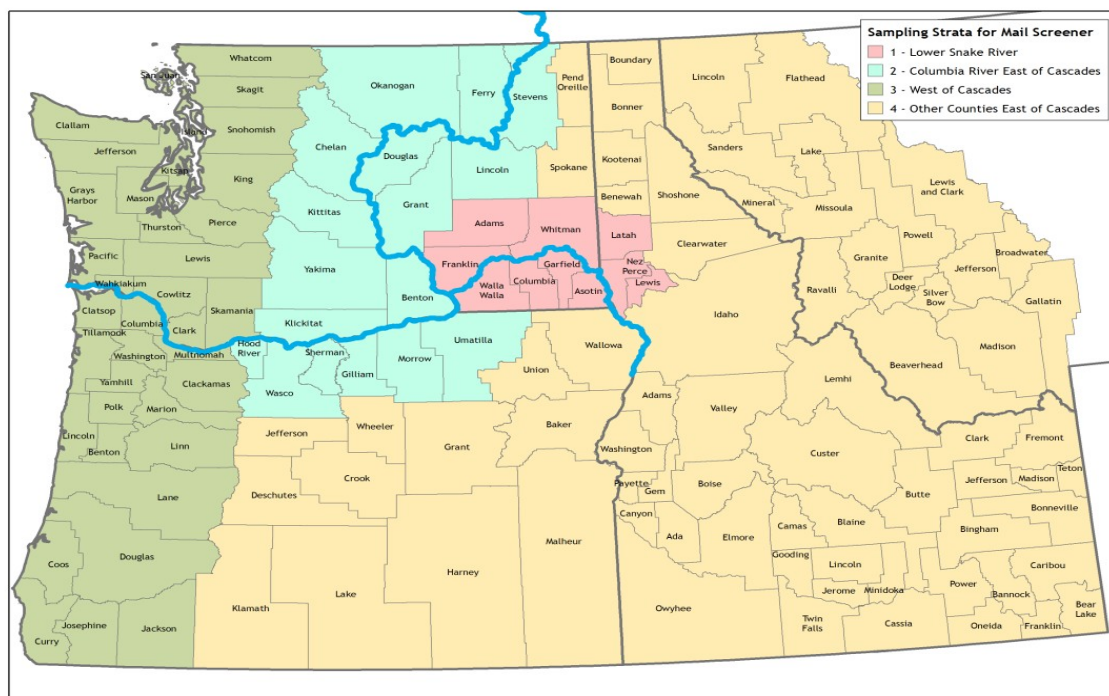 Sampling Strata for Mail Screener
1 - Lower Snake River
2 - Columbia River East of Cascades
3 - West of Cascades
4 - Other Counties East of Cascades
Whatcom
San Juan
Skagit
Island
Clallam
Snohomish
Jefferson
Kitsap
King
Grays
Harbor
Mason
Thurston
Pierce
Pacific
Lewis
Wahkiakum
Cowlitz
Skamania
Clark
Okanogan
Ferry
Stevens
Pend
Oreille
Chelan
Douglas
Lincoln
Spokane
Grant
Kittitas
Adams
Whitman
Yakima
Franklin
Benton
Walla
Walla
Columbia
Garfield
Asotin
Klickitat
Clatsop
Columbia
Tillamook
Washington
Multnomah
Hood
River
Sherman
Gilliam
Morrow
Umatilla
Wallowa
Union
Wasco
Yamhill
Clackamas
Polk
Marion
Jefferson
Wheeler
Grant
Baker
Lincoln
Benton
Linn
Crook
Deschutes
Lane
Malheur
Douglas
Coos
Harney
Lake
Klamath
Curry
Josephine
Jackson
Boundary
Bonner
Kootenai
Benewah
Shoshone
Latah
Clearwater
Nez
Perce
Lewis
Idaho
Adams
Valley
Lemhi
Washington
Custer
Payette
Gem
Boise
Canyon
Ada
Elmore
Camas
Blaine
Butte
Clark
Fremont
Jefferson
Madison
Teton
Bonneville
Bingham
Gooding
Lincoln
Jerome
Minidoka
Power
Caribou
Bannock
Owyhee
Twin
Falls
Cassia
Oneida
Franklin
Bear
Lake
Lincoln
Flathead
Sanders
Lake
Lewis
and Clark
Mineral
Missoula
Powell
Granite
Broadwater
Jefferson
Deer
Lodge
Silver
Bow
Ravalli
Gallatin
Madison
Beaverhead